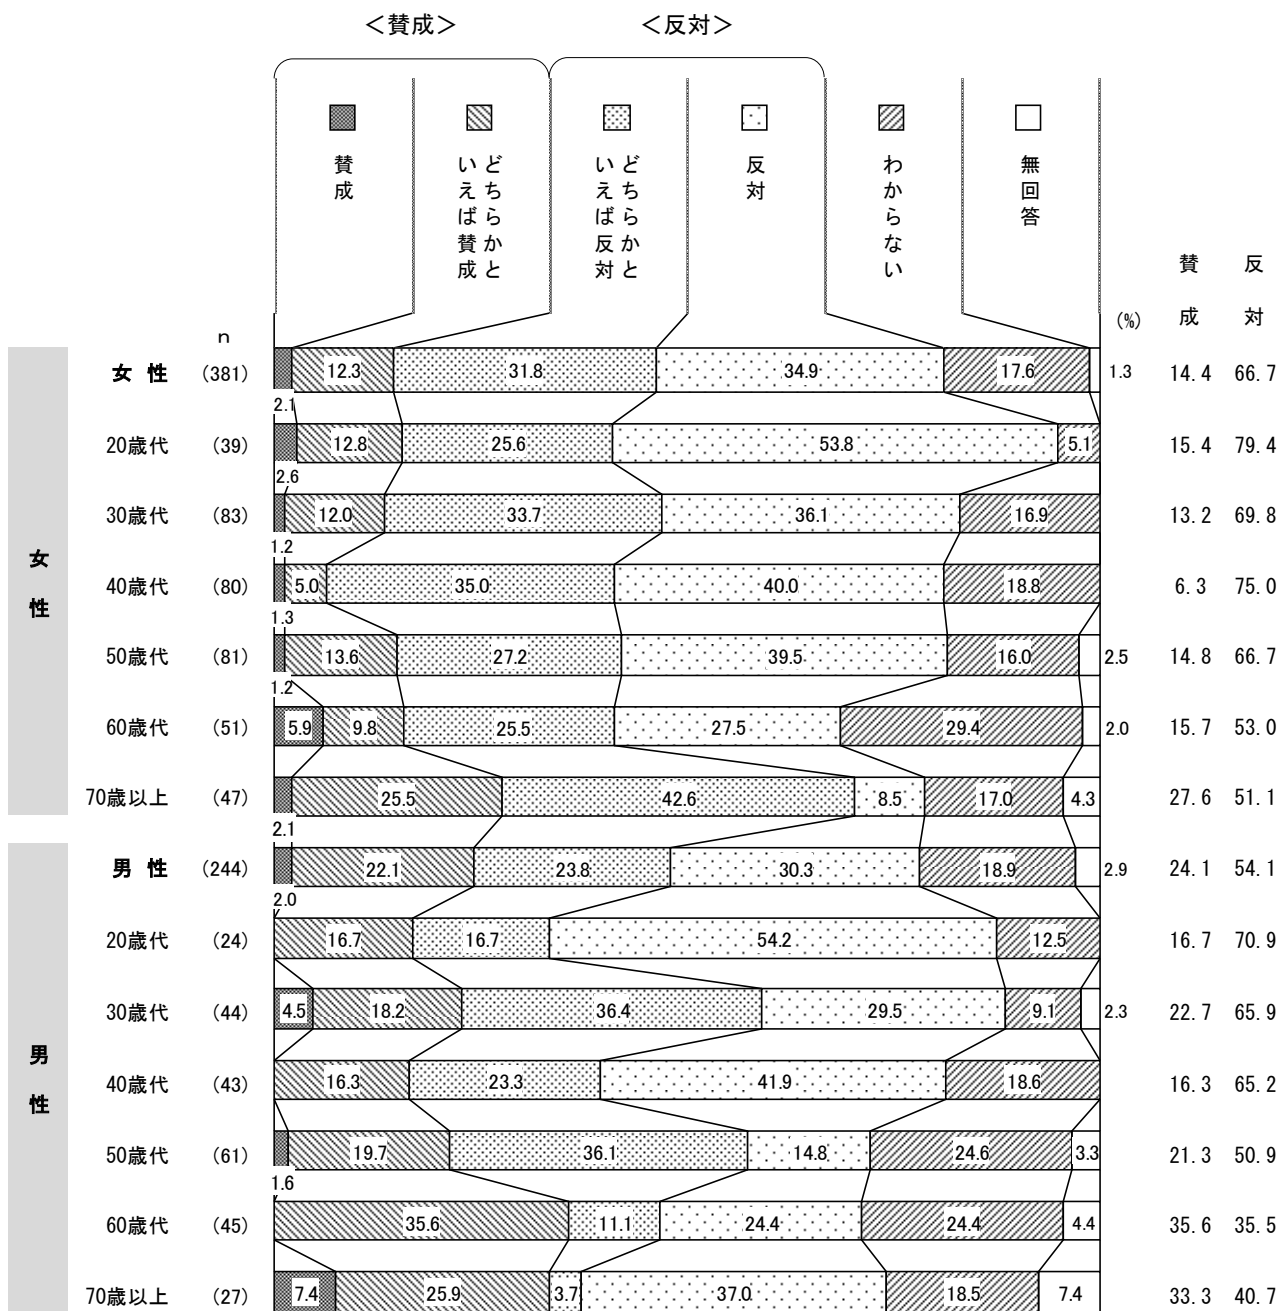 ＜賛成＞ ＜反対＞
賛成
どちらかといえば賛成
どちらかといえば反対
反対
わからない
無回答
賛成 反対
n (%)
女性
女 性 (381) 12.3 31.8 34.9 17.6 1.3 14.4 66.7
2.1
20歳代 (39) 12.8 25.6 53.8 5.1 15.4 79.4
2.6
30歳代 (83) 12.0 33.7 36.1 16.9 13.2 69.8
1.2
40歳代 (80) 5.0 35.0 40.0 18.8 6.3 75.0
1.3
50歳代 (81) 13.6 27.2 39.5 16.0 2.5 14.8 66.7
1.2
60歳代 (51) 5.9 9.8 25.5 27.5 29.4 2.0 15.7 53.0
70歳以上 (47) 25.5 42.6 8.5 17.0 4.3 27.6 51.1
2.1
男性
男 性 (244) 22.1 23.8 30.3 18.9 2.9 24.1 54.1
2.0
20歳代 (24) 16.7 16.7 54.2 12.5 16.7 70.9
30歳代 (44) 4.5 18.2 36.4 29.5 9.1 2.3 22.7 65.9
40歳代 (43) 16.3 23.3 41.9 18.6 16.3 65.2
50歳代 (61) 19.7 36.1 14.8 24.6 3.3 21.3 50.9
1.6
60歳代 (45) 35.6 11.1 24.4 24.4 4.4 35.6 35.5
70歳以上 (27) 7.4 25.9 3.7 37.0 18.5 7.4 33.3 40.7